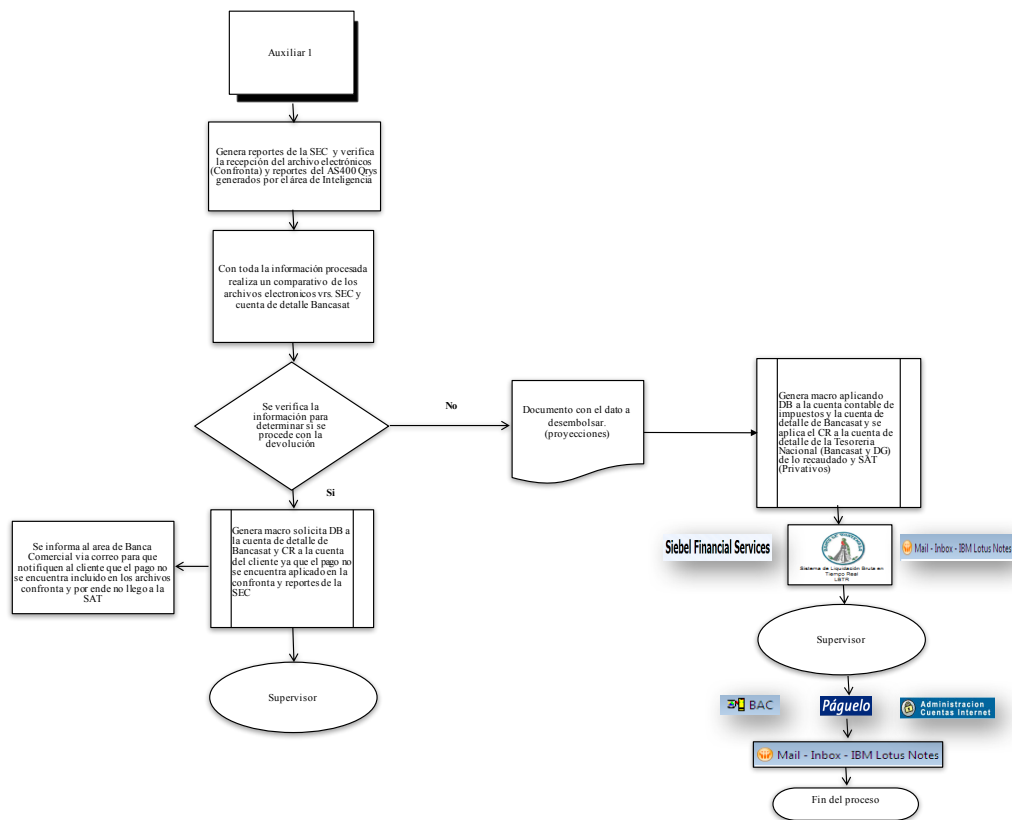 Auxiliar 1
Genera reportes de la SEC y verifica
la recepción del archivo electrónicos
(Confronta) y reportes del AS400 Qrys
generados por el área de Inteligencia
Con toda la información procesada
realiza un comparativo de los
archivos electronicos vrs. SEC y
cuenta de detalle Bancasat
Se verifica la
información para
determinar si se
procede con la
devolución
No
Documento con el dato a
desembolsar.
(proyecciones)
Genera macro aplicando
DB a la cuenta contable de
impuestos y la cuenta de
detalle de Bancasat y se
aplica el CR a la cuenta de
detalle de la Tesoreria
Nacional (Bancasat y DG)
de lo recaudado y SAT
(Privativos)
Si
Genera macro solicita DB a
la cuenta de detalle de
Bancasat y CR a la cuenta
del cliente ya que el pago no
se encuentra aplicado en la
confronta y reportes de la
SEC
Se informa al area de Banca
Comercial via correo para que
notifiquen al cliente que el pago no
se encuentra incluido en los archivos
confronta y por ende no llego a la
SAT
Supervisor
Siebel Financial Services
Sistema de Liquidación Bruta en
Tiempo Real
LBTR
Mail - Inbox - IBM Lotus Notes
Supervisor
BAC
Páguelo
Administracion
Cuentas Internet
Mail - Inbox - IBM Lotus Notes
Fin del proceso